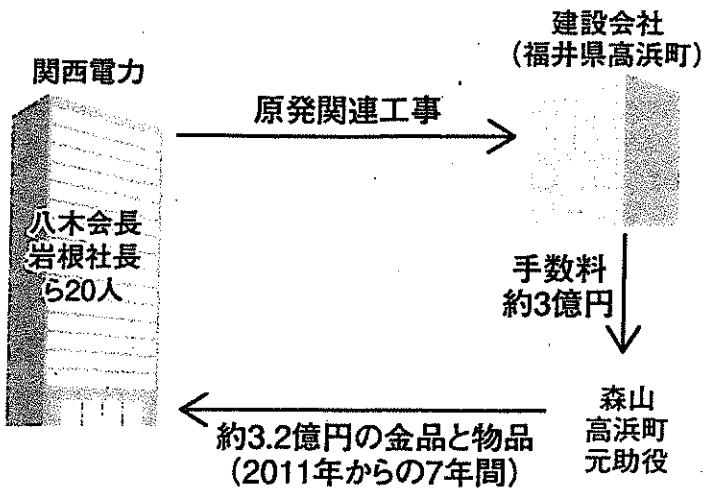 関西電力
八木会長
岩根社長
ら20人
原発関連工事
建設会社
(福井県高浜町)
手数料
約3億円
森山
高浜町
元助役
約3.2億円の金品と物品
(2011年からの7年間)